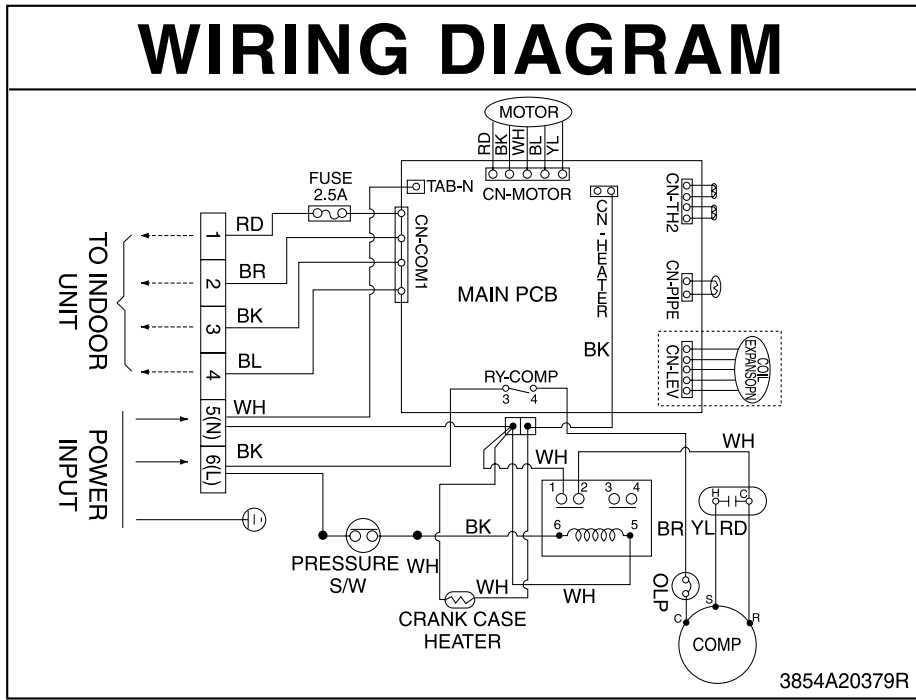 WIRING DIAGRAM
MOTOR
RD
BK
WH
BL
YL
CN-MOTOR
TAB-N
FUSE
2.5A
CN-COM1
CN-HEATER
CN-TH2
CN-PIPE
CN-LEV
COIL
EXPANSOPN
MAIN PCB
TO INDOOR
UNIT
1
RD
2
BR
3
BK
4
BL
5(N)
WH
6(L)
BK
POWER
INPUT
BK
RY-COMP
3 4
WH
WH
1 2 3 4
6 5
BK
BR
YL
RD
H C
PRESSURE
S/W
WH
WH
WH
CRANK CASE
HEATER
OLP
C
S
R
COMP
3854A20379R